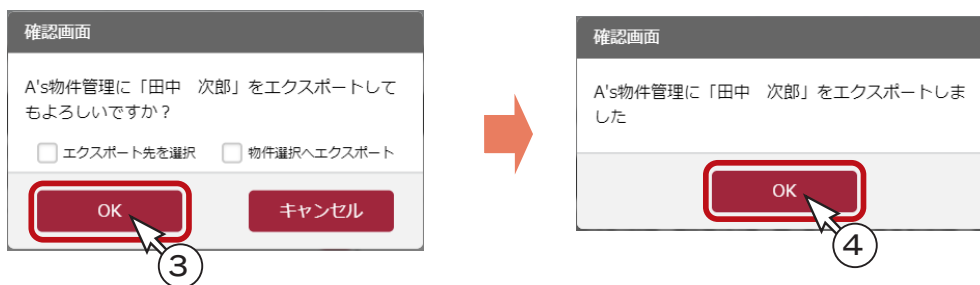 確認画面
A's物件管理に「田中　次郎」をエクスポートして
もよろしいですか？
エクスポート先を選択
物件選択へエクスポート
OK
キャンセル
③
確認画面
A's物件管理に「田中　次郎」をエクスポートしま
した
OK
④